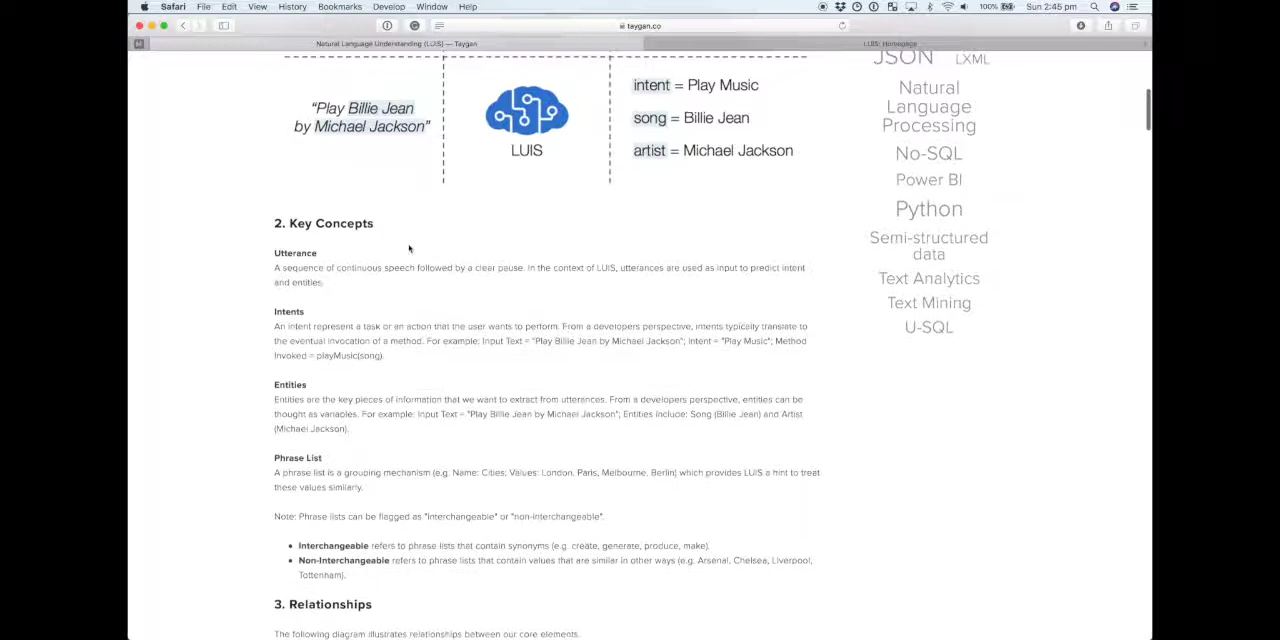 Safari File Edit View History Bookmarks Develop Window Help 100% Sun 2:45 pm
taygan.co
Natural Language Understanding (LUIS) — Taygan
LUIS: Homepage
JSON LXML
Natural
Language
Processing
No-SQL
Power BI
Python
Semi-structured
data
Text Analytics
Text Mining
U-SQL
"Play Billie Jean
by Michael Jackson"
LUIS
intent = Play Music
song = Billie Jean
artist = Michael Jackson
2. Key Concepts
Utterance
A sequence of continuous speech followed by a clear pause. In the context of LUIS, utterances are used as input to predict intent
and entities.
Intents
An intent represent a task or an action that the user wants to perform. From a developers perspective, intents typically translate to
the eventual invocation of a method. For example: Input Text = "Play Billie Jean by Michael Jackson"; Intent = "Play Music"; Method
Invoked = playMusic(song).
Entities
Entities are the key pieces of information that we want to extract from utterances. From a developers perspective, entities can be
thought as variables. For example: Input Text = "Play Billie Jean by Michael Jackson"; Entities include: Song (Billie Jean) and Artist
(Michael Jackson).
Phrase List
A phrase list is a grouping mechanism (e.g. Name: Cities; Values: London, Paris, Melbourne, Berlin) which provides LUIS a hint to treat
these values similarly.
Note: Phrase lists can be flagged as "interchangeable" or "non-interchangeable".
• Interchangeable refers to phrase lists that contain synonyms (e.g. create, generate, produce, make).
• Non-Interchangeable refers to phrase lists that contain values that are similar in other ways (e.g. Arsenal, Chelsea, Liverpool,
Tottenham).
3. Relationships
The following diagram illustrates relationships between our core elements.